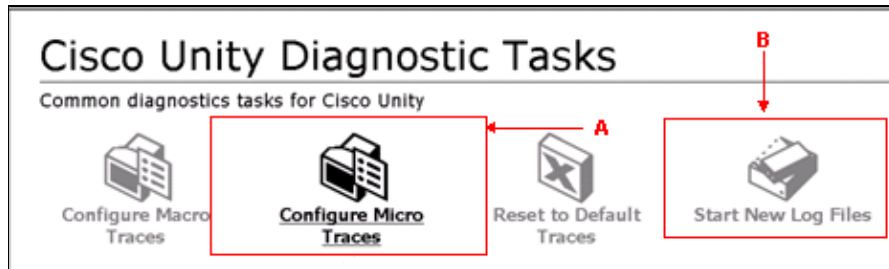 Cisco Unity Diagnostic Tasks
B
Common diagnostics tasks for Cisco Unity
A
Configure Macro
Traces
Configure Micro
Traces
Reset to Default
Traces
Start New Log Files